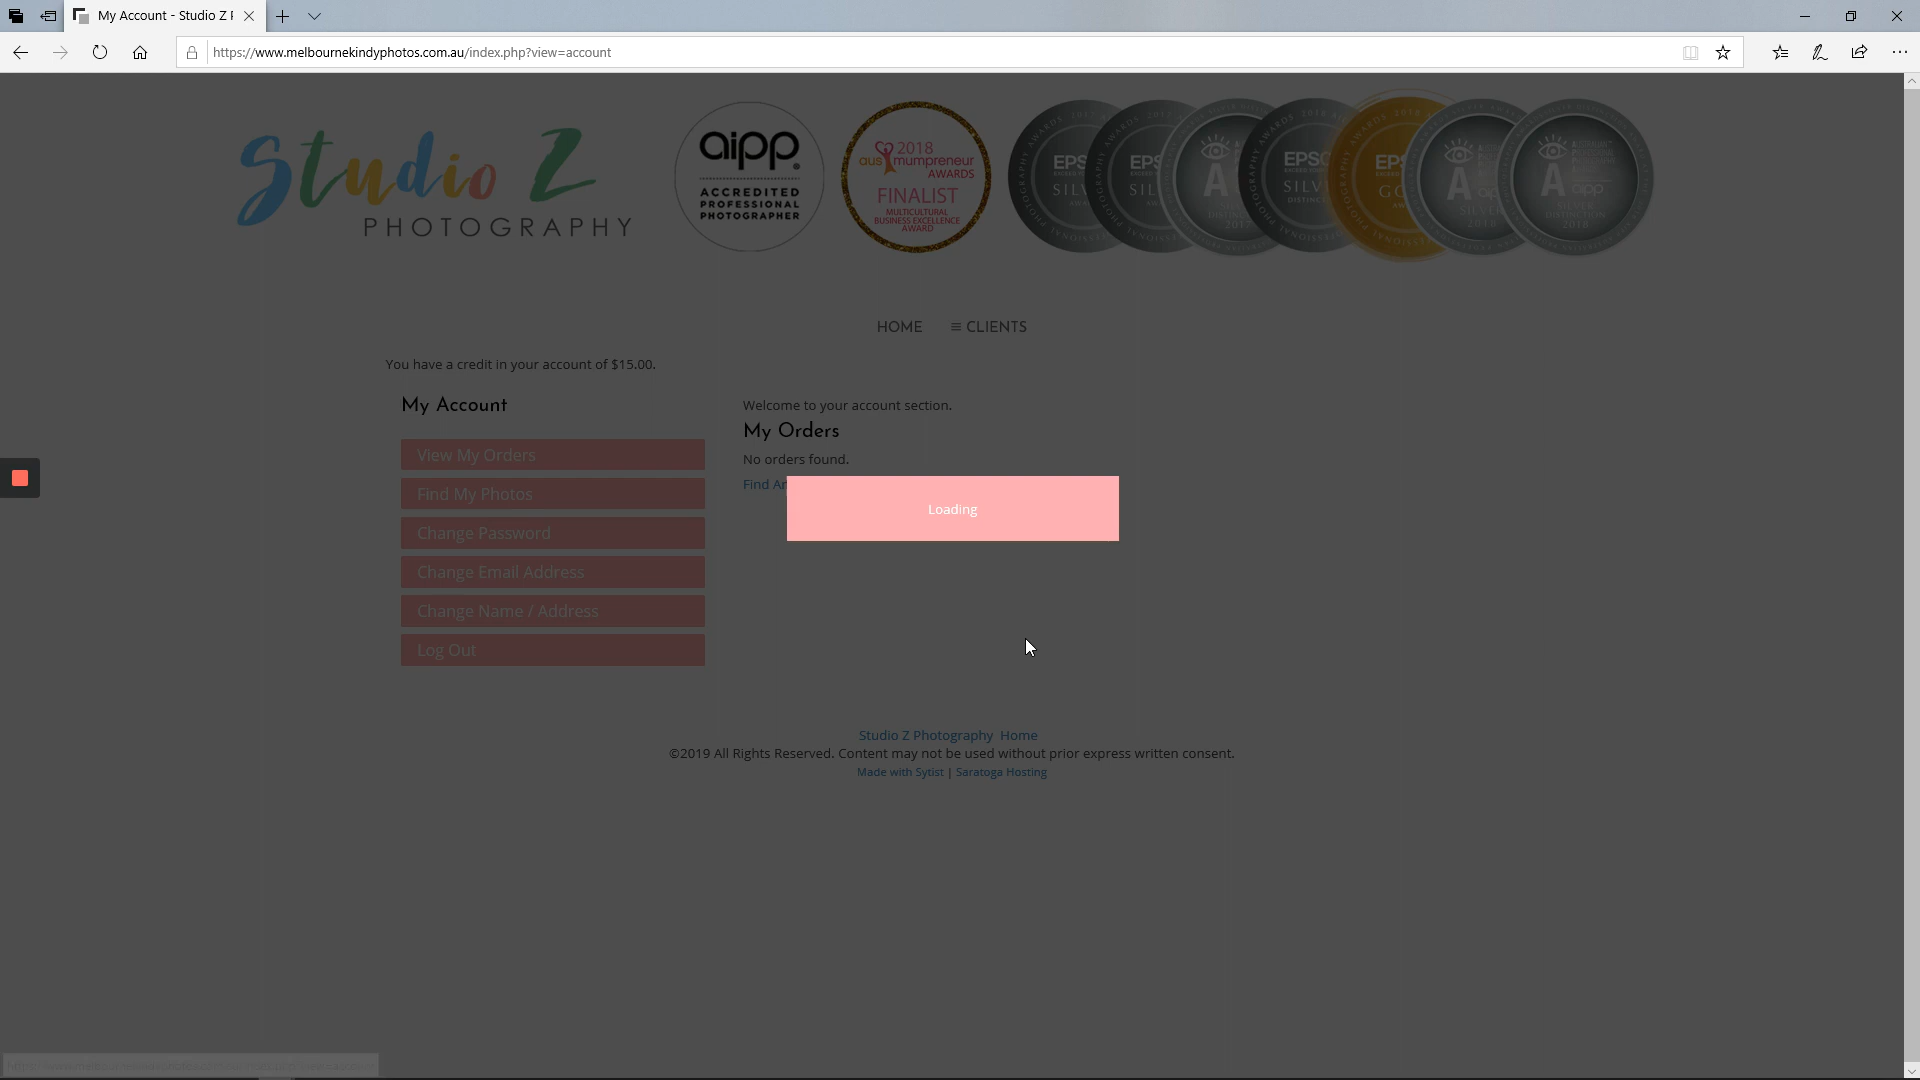 My Account - Studio Z F
https://www.melbournekindyphotos.com.au/index.php?view=account
Studio Z
PHOTOGRAPHY
aipp
ACCREDITED
PROFESSIONAL
PHOTOGRAPHER
2018
ausmumpreneur
AWARDS
FINALIST
MULTICULTURAL
BUSINESS EXCELLENCE
AWARD
HOME ≡ CLIENTS
You have a credit in your account of $15.00.
My Account
View My Orders
Find My Photos
Change Password
Change Email Address
Change Name / Address
Log Out
Welcome to your account section.
My Orders
No orders found.
Find
Loading
Studio Z Photography Home
©2019 All Rights Reserved. Content may not be used without prior express written consent.
Made with Sytist | Saratoga Hosting